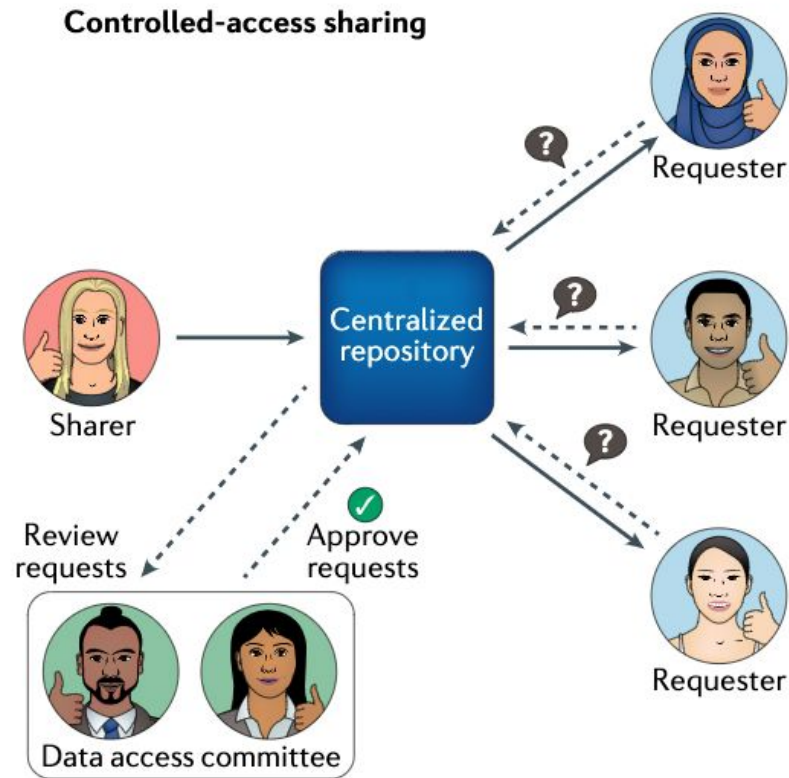 Controlled-access sharing
?
Requester
?
Centralized
repository
Requester
Sharer
?
Review
requests
Approve
requests
Requester
Data access committee